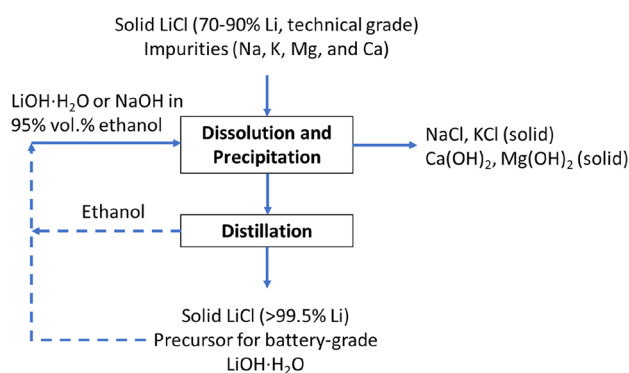 Solid LiCl (70-90% Li, technical grade)
Impurities (Na, K, Mg, and Ca)
LiOH·H₂O or NaOH in
95% vol.% ethanol
Dissolution and
Precipitation
NaCl, KCl (solid)
Ca(OH)₂, Mg(OH)₂ (solid)
Ethanol
Distillation
Solid LiCl (>99.5% Li)
Precursor for battery-grade
LiOH·H₂O